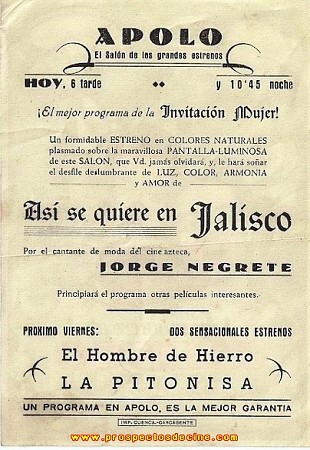 APOLO
El Salón de los grandes estrenos
HOY, 6 tarde y 10'45 noche
¡El mejor programa de la Invitación Mujer!
Un formidable ESTRENO en COLORES NATURALES
plasmado sobre la maravillosa PANTALLA-LUMINOSA
de este SALON, que Vd. jamás olvidará, y, le hará soñar
el desfile deslumbrante de LUZ, COLOR, ARMONIA
y AMOR de
Así se quiere en Jalisco
Por el cantante de moda del cine azteca,
JORGE NEGRETE
Principiará el programa otras películas interesantes.
PROXIMO VIERNES: DOS SENSACIONALES ESTRENOS
El Hombre de Hierro
LA PITONISA
UN PROGRAMA EN APOLO, ES LA MEJOR GARANTIA
IMP. CUENCA.-CARCAGENTE
www.prospectosdecine.com